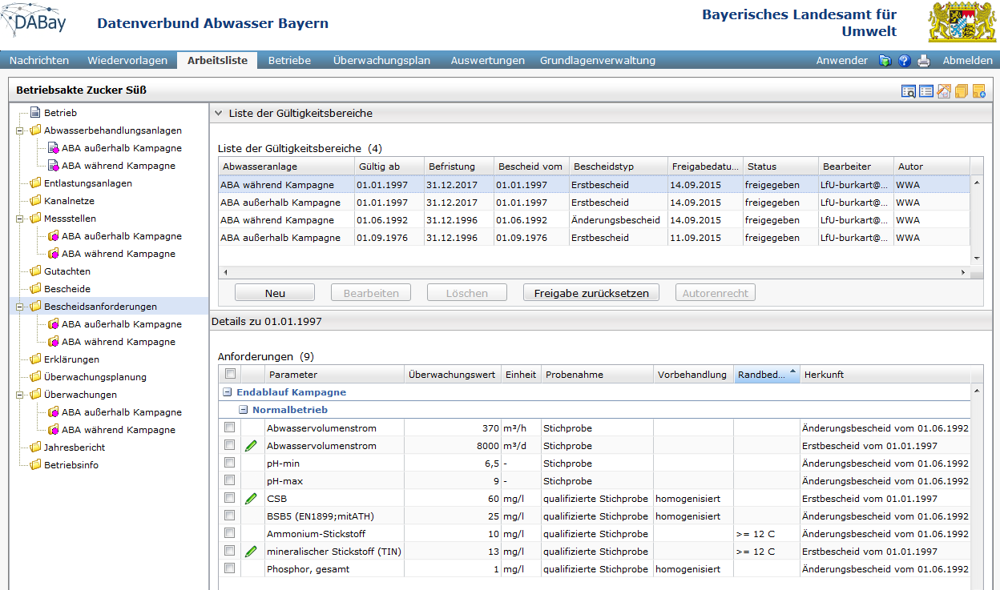 DABay
Datenverbund Abwasser Bayern
Bayerisches Landesamt für
Umwelt
Nachrichten Wiedervorlagen Arbeitsliste Betriebe Überwachungsplan Auswertungen Grundlagenverwaltung Anwender Abmelden
Betriebsakte Zucker Süß
Betrieb
Abwasserbehandlungsanlagen
ABA außerhalb Kampagne
ABA während Kampagne
Entlastungsanlagen
Kanalnetze
Messstellen
ABA außerhalb Kampagne
ABA während Kampagne
Gutachten
Bescheide
Bescheidsanforderungen
ABA außerhalb Kampagne
ABA während Kampagne
Erklärungen
Überwachungsplanung
Überwachungen
ABA außerhalb Kampagne
ABA während Kampagne
Jahresbericht
Betriebsinfo
Liste der Gültigkeitsbereiche
Liste der Gültigkeitsbereiche (4)
Abwasseranlage Gültig ab Befristung Bescheid vom Bescheidstyp Freigabedatu... Status Bearbeiter Autor
ABA während Kampagne 01.01.1997 31.12.2017 01.01.1997 Erstbescheid 14.09.2015 freigegeben LfU-burkart@... WWA
ABA außerhalb Kampagne 01.01.1997 31.12.2017 01.01.1997 Erstbescheid 14.09.2015 freigegeben LfU-burkart@... WWA
ABA während Kampagne 01.06.1992 31.12.1996 01.06.1992 Änderungsbescheid 14.09.2015 freigegeben LfU-burkart@... WWA
ABA außerhalb Kampagne 01.09.1976 31.12.1996 01.09.1976 Erstbescheid 11.09.2015 freigegeben LfU-burkart@... WWA
Neu Bearbeiten Löschen Freigabe zurücksetzen Autorenrecht
Details zu 01.01.1997
Anforderungen (9)
Parameter Überwachungswert Einheit Probenahme Vorbehandlung Randbed... Herkunft
Endablauf Kampagne
Normalbetrieb
Abwasservolumenstrom 370 m³/h Stichprobe Änderungsbescheid vom 01.06.1992
Abwasservolumenstrom 8000 m³/d Stichprobe Erstbescheid vom 01.01.1997
pH-min 6,5 - Stichprobe Änderungsbescheid vom 01.06.1992
pH-max 9 - Stichprobe Änderungsbescheid vom 01.06.1992
CSB 60 mg/l qualifizierte Stichprobe homogenisiert Erstbescheid vom 01.01.1997
BSB5 (EN1899;mitATH) 25 mg/l qualifizierte Stichprobe homogenisiert Änderungsbescheid vom 01.06.1992
Ammonium-Stickstoff 10 mg/l qualifizierte Stichprobe >= 12 C Änderungsbescheid vom 01.06.1992
mineralischer Stickstoff (TIN) 13 mg/l qualifizierte Stichprobe >= 12 C Erstbescheid vom 01.01.1997
Phosphor, gesamt 1 mg/l qualifizierte Stichprobe homogenisiert Änderungsbescheid vom 01.06.1992